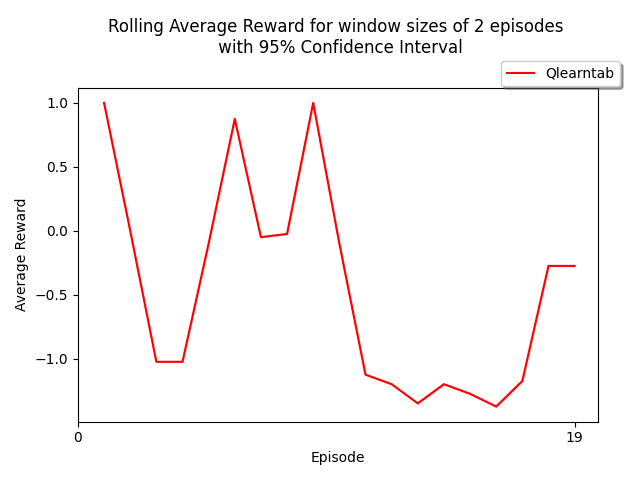 Rolling Average Reward for window sizes of 2 episodes
with 95% Confidence Interval
Qlearntab
1.0
0.5
0.0
−0.5
−1.0
Average Reward
0
19
Episode